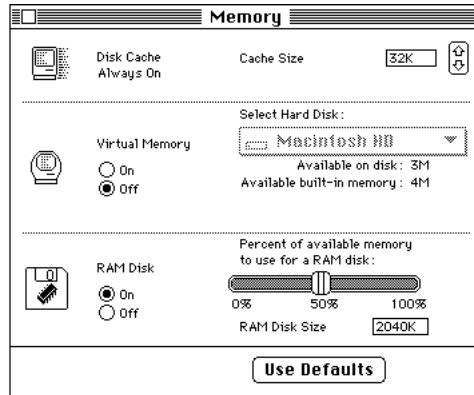 Memory
Disk Cache
Always On
Cache Size
32K
Select Hard Disk :
Virtual Memory
Macintosh HD
On
Off
Available on disk : 3M
Available built-in memory : 4M
Percent of available memory
to use for a RAM disk :
RAM Disk
On
Off
0% 50% 100%
RAM Disk Size
2040K
Use Defaults